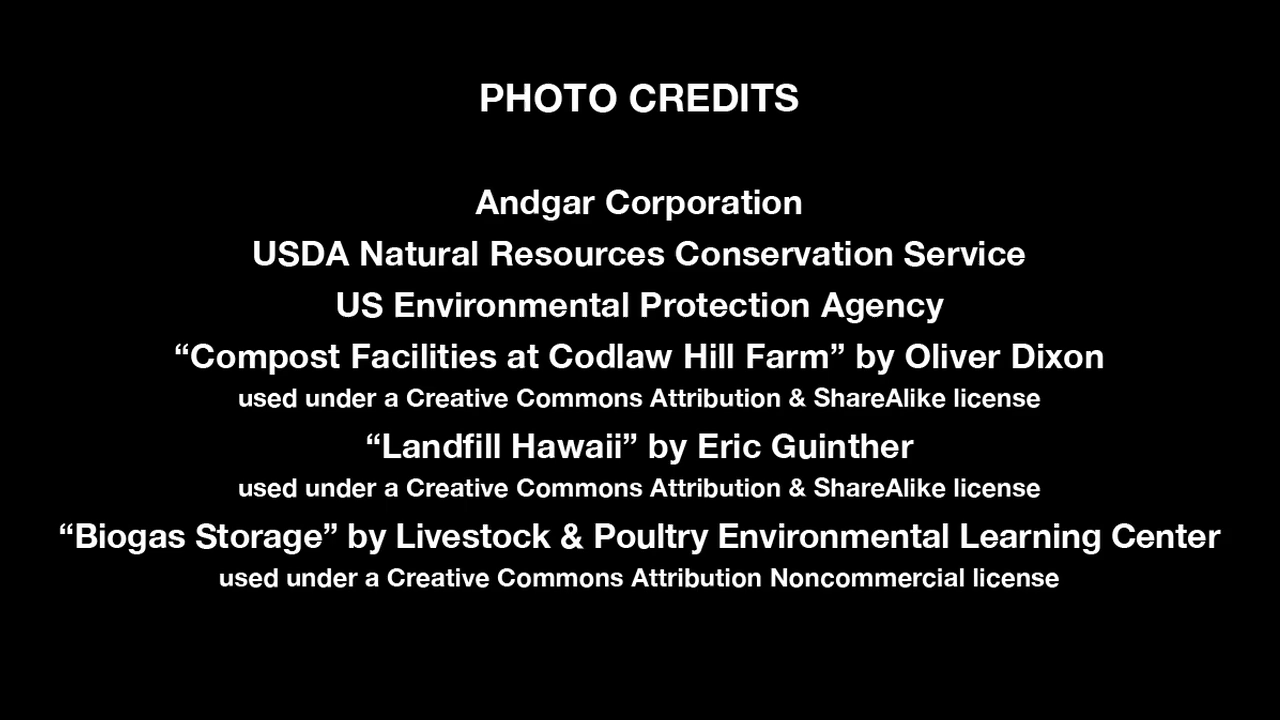 PHOTO CREDITS
Andgar Corporation
USDA Natural Resources Conservation Service
US Environmental Protection Agency
“Compost Facilities at Codlaw Hill Farm” by Oliver Dixon
used under a Creative Commons Attribution & ShareAlike license
“Landfill Hawaii” by Eric Guinther
used under a Creative Commons Attribution & ShareAlike license
“Biogas Storage” by Livestock & Poultry Environmental Learning Center
used under a Creative Commons Attribution Noncommercial license